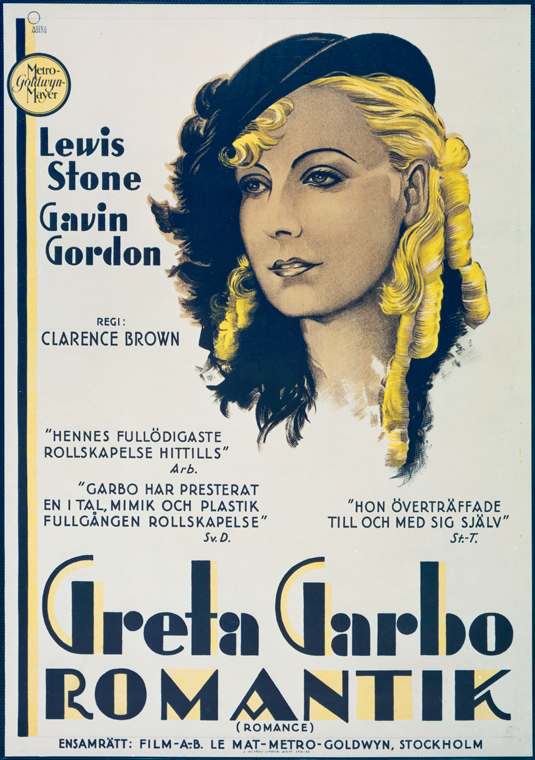 ABERG
Metro-
Goldwyn-
Mayer
Lewis
Stone
Gavin
Gordon
REGI:
CLARENCE BROWN
"HENNES FULLÖDIGASTE
ROLLSKAPELSE HITTILLS"
Arb.
"GARBO HAR PRESTERAT
EN I TAL, MIMIK OCH PLASTIK
FULLGÅNGEN ROLLSKAPELSE"
Sv.D.
"HON ÖVERTRÄFFADE
TILL OCH MED SIG SJÄLV"
St.-T.
Greta Garbo
ROMANTIK
(ROMANCE)
ENSAMRÄTT: FILM-A.-B. LE MAT-METRO-GOLDWYN, STOCKHOLM